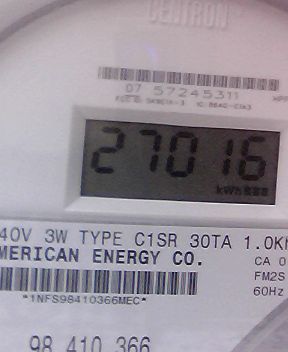 CENTRON
07 57245311
27016
kWh
40V 3W TYPE C1SR 30TA 1.0Kh
MERICAN ENERGY CO.
CA 0
FM2S
60Hz
*1NFS98410366MEC*
98 410 366